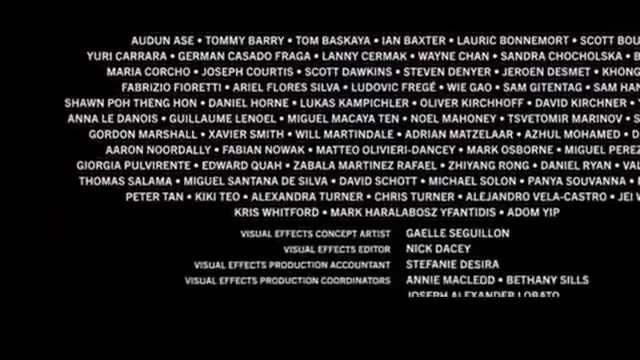 AUDUN ASE • TOMMY BARRY • TOM BASKAYA • IAN BAXTER • LAURIC BONNEMORT • SCOTT BOU
YURI CARRARA • GERMAN CASADO FRAGA • LANNY CERMAK • WAYNE CHAN • SANDRA CHOCHOLSKA • B
MARIA CORCHO • JOSEPH COURTIS • SCOTT DAWKINS • STEVEN DENYER • JEROEN DESMET • KHONG
FABRIZIO FIORETTI • ARIEL FLORES SILVA • LUDOVIC FREGÉ • WIE GAO • SAM GITENTAG • SAM HAN
SHAWN POH THENG HON • DANIEL HORNE • LUKAS KAMPICHLER • OLIVER KIRCHHOFF • DAVID KIRCHNER •
ANNA LE DANOIS • GUILLAUME LENOEL • MIGUEL MACAYA TEN • NOEL MAHONEY • TSVETOMIR MARINOV • S
GORDON MARSHALL • XAVIER SMITH • WILL MARTINDALE • ADRIAN MATZELAAR • AZHUL MOHAMED • D
AARON NOORDALLY • FABIAN NOWAK • MATTEO OLIVIERI-DANCEY • MARK OSBORNE • MIGUEL PEREZ
GIORGIA PULVIRENTE • EDWARD QUAH • ZABALA MARTINEZ RAFAEL • ZHIYANG RONG • DANIEL RYAN • VAL
THOMAS SALAMA • MIGUEL SANTANA DE SILVA • DAVID SCHOTT • MICHAEL SOLON • PANYA SOUVANNA •
PETER TAN • KIKI TEO • ALEXANDRA TURNER • CHRIS TURNER • ALEJANDRO VELA-CASTRO • JEI W
KRIS WHITFORD • MARK HARALABOSZ YFANTIDIS • ADOM YIP
VISUAL EFFECTS CONCEPT ARTIST GAELLE SEGUILLON
VISUAL EFFECTS EDITOR NICK DACEY
VISUAL EFFECTS PRODUCTION ACCOUNTANT STEFANIE DESIRA
VISUAL EFFECTS PRODUCTION COORDINATORS ANNIE MACLEOD • BETHANY SILLS
JOSEPH ALEXANDER LOBATO